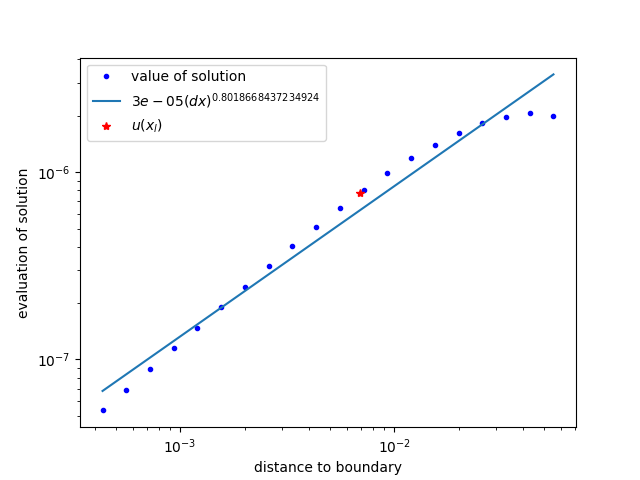 value of solution
3e − 05(dx)^0.8018668437234924
u(x_l)
10^−6
10^−7
evaluation of solution
10^−3 10^−2
distance to boundary